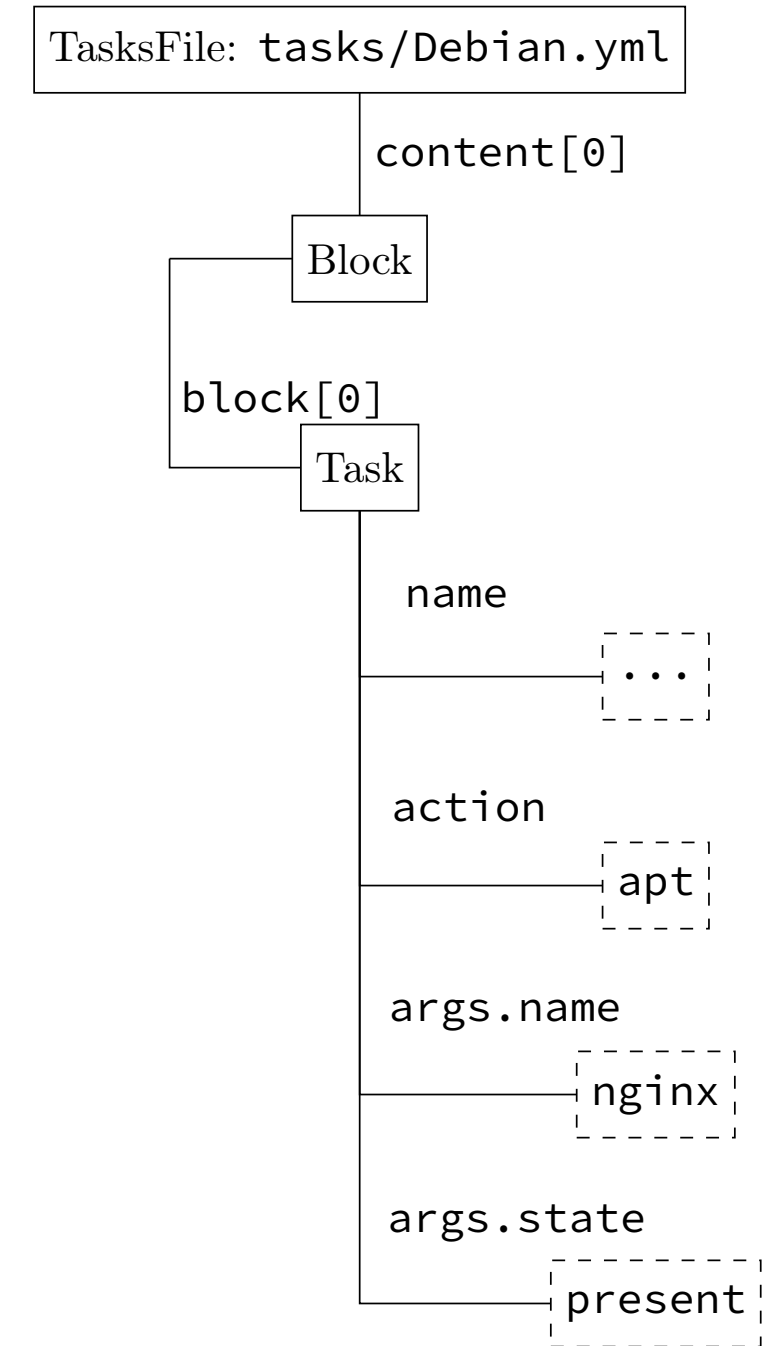 TasksFile: tasks/Debian.yml
content[0]
Block
block[0]
Task
name
...
action
apt
args.name
nginx
args.state
present